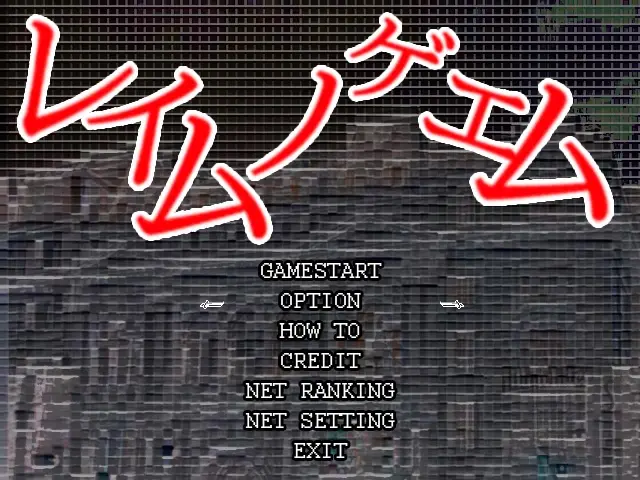 レイムノゲエム
GAMESTART
OPTION
HOW TO
CREDIT
NET RANKING
NET SETTING
EXIT